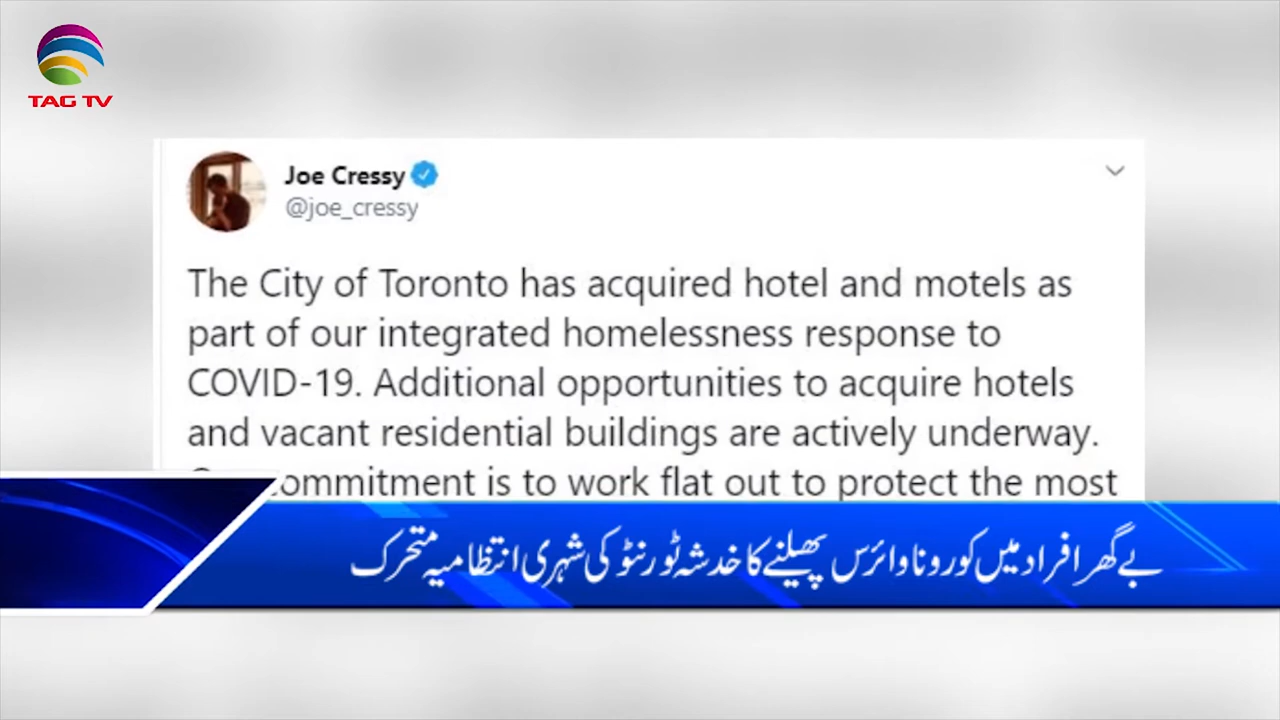 TAG TV
Joe Cressy
@joe_cressy
The City of Toronto has acquired hotel and motels as
part of our integrated homelessness response to
COVID-19. Additional opportunities to acquire hotels
and vacant residential buildings are actively underway.
commitment is to work flat out to protect the most
بے گھر افراد میں کورونا وائرس پھیلنے کا خدشہ ٹورنٹو کی شہری انتظامیہ متحرک